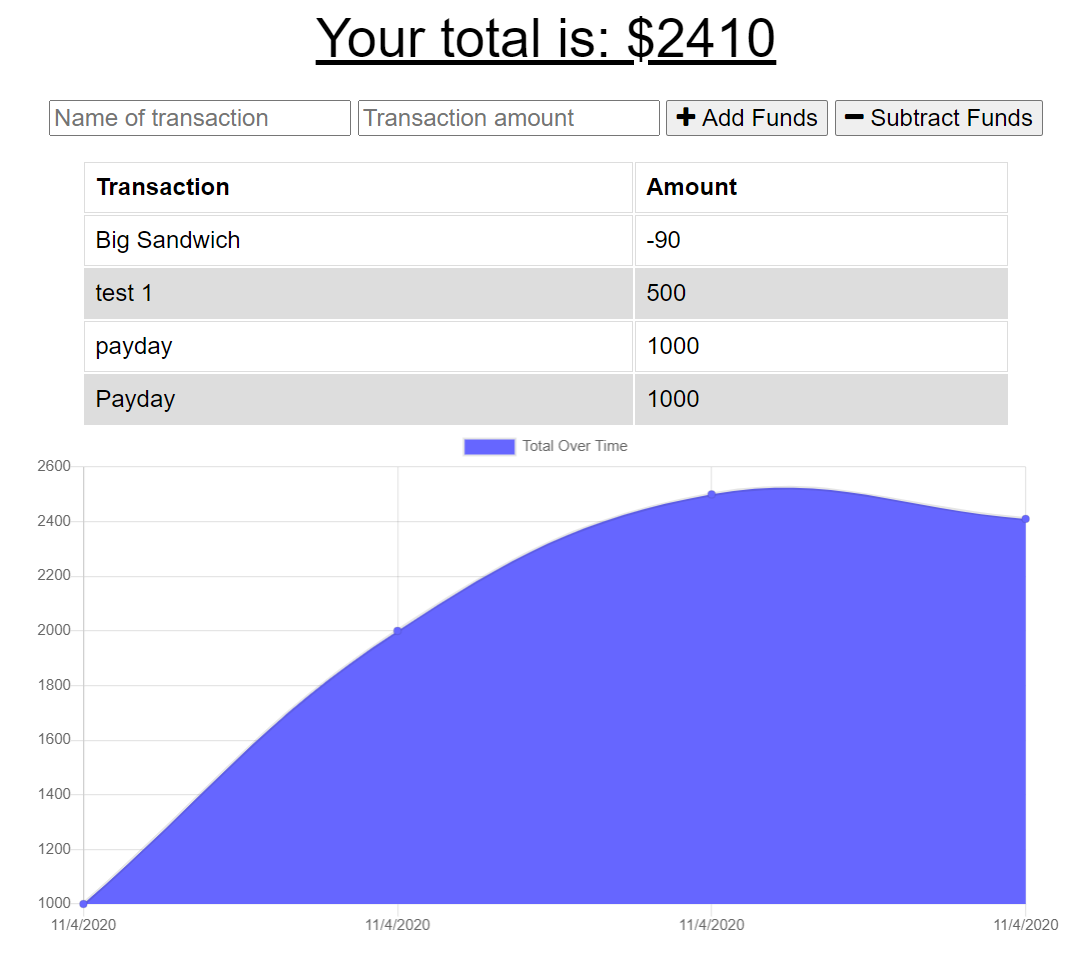 Your total is: $2410
Name of transaction Transaction amount + Add Funds − Subtract Funds
Transaction Amount
Big Sandwich -90
test 1 500
payday 1000
Payday 1000
Total Over Time
2600
2400
2200
2000
1800
1600
1400
1200
1000
11/4/2020 11/4/2020 11/4/2020 11/4/2020